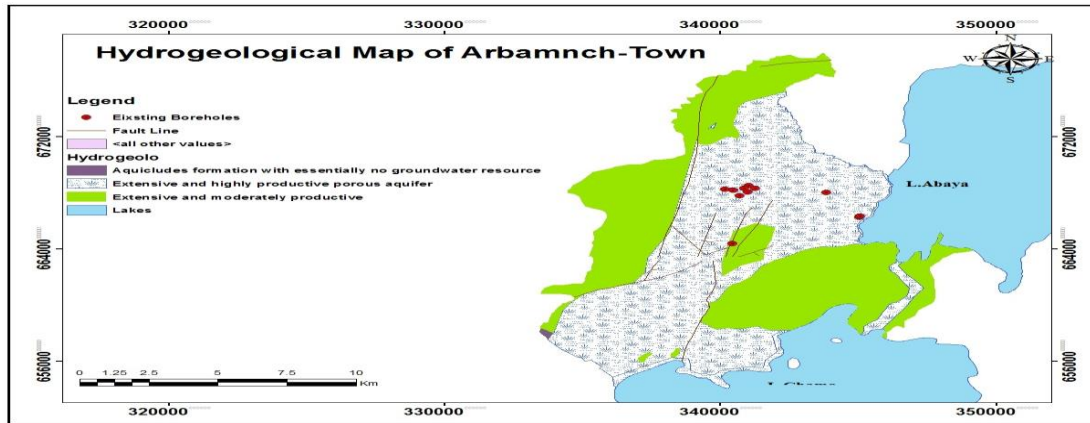 320000 330000 340000 350000
Hydrogeological Map of Arbamnch-Town
N
W E
S
Legend
Eixsting Boreholes
Fault Line
<all other values>
Hydrogeolo
Aquicludes formation with essentially no groundwater resource
Extensive and highly productive porous aquifer
Extensive and moderately productive
Lakes
672000 672000
L.Abaya
664000 664000
656000 656000
0 1.25 2.5 5 7.5 10
Km
320000 330000 340000 350000